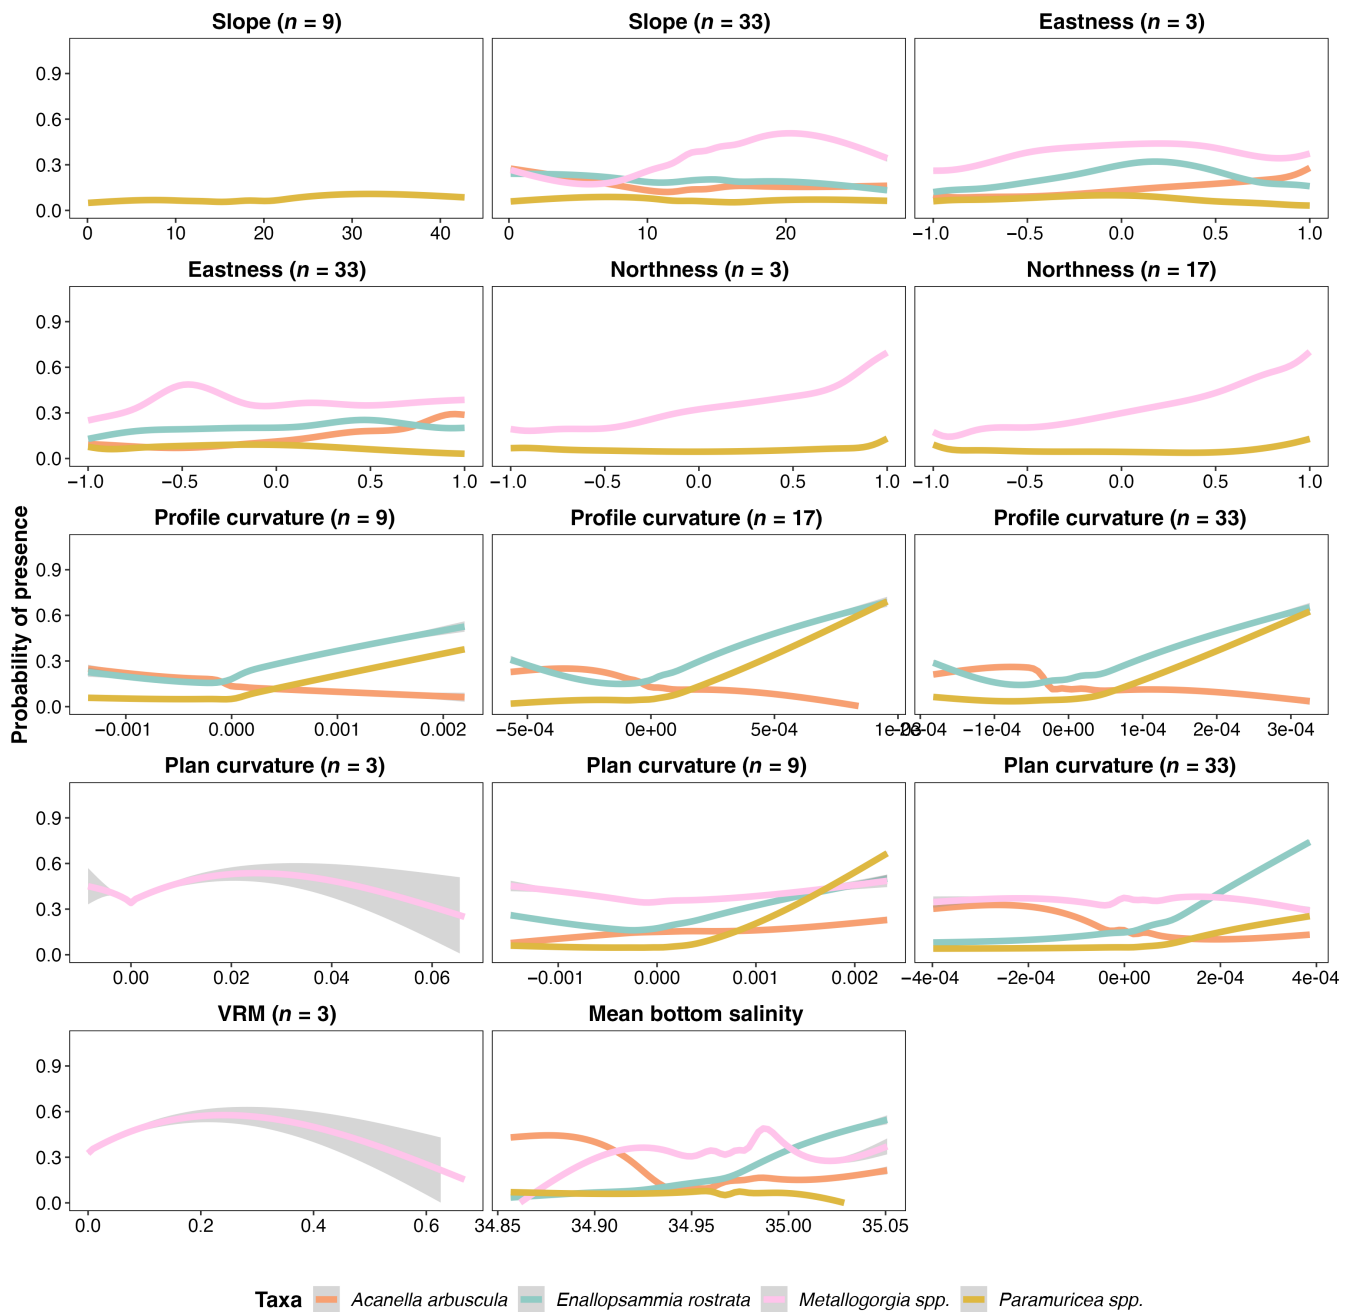 Slope (n = 9) Slope (n = 33) Eastness (n = 3)
0.9
0.6
0.3
0.0
0 10 20 30 40 0 10 20 −1.0 −0.5 0.0 0.5 1.0
Eastness (n = 33) Northness (n = 3) Northness (n = 17)
0.9
0.6
0.3
0.0
−1.0 −0.5 0.0 0.5 1.0 −1.0 −0.5 0.0 0.5 1.0 −1.0 −0.5 0.0 0.5 1.0
Probability of presence
Profile curvature (n = 9) Profile curvature (n = 17) Profile curvature (n = 33)
0.9
0.6
0.3
0.0
−0.001 0.000 0.001 0.002 −5e−04 0e+00 5e−04 −1e−04 0e+00 1e−04 2e−04 3e−04
Plan curvature (n = 3) Plan curvature (n = 9) Plan curvature (n = 33)
0.9
0.6
0.3
0.0
0.00 0.02 0.04 0.06 −0.001 0.000 0.001 0.002 −4e−04 −2e−04 0e+00 2e−04 4e−04
VRM (n = 3) Mean bottom salinity
0.9
0.6
0.3
0.0
0.0 0.2 0.4 0.6 34.85 34.90 34.95 35.00 35.05
Taxa Acanella arbuscula Enallopsammia rostrata Metallogorgia spp. Paramuricea spp.